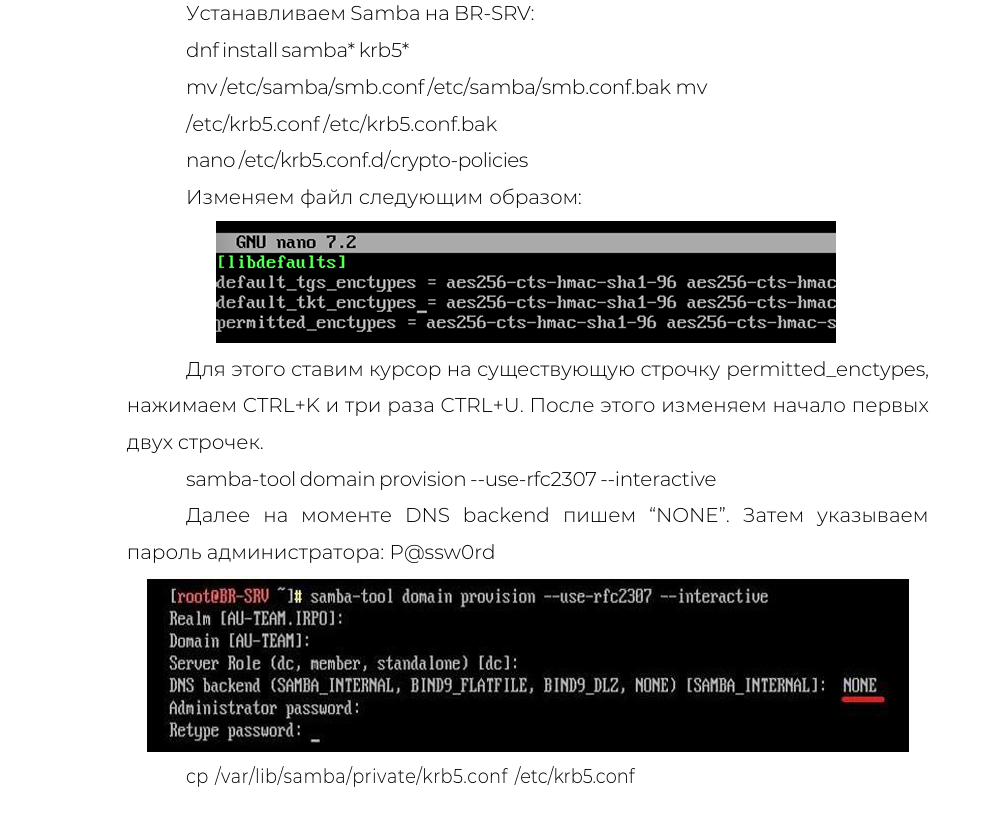 Устанавливаем Samba на BR-SRV:
dnf install samba* krb5*
mv /etc/samba/smb.conf /etc/samba/smb.conf.bak mv
/etc/krb5.conf /etc/krb5.conf.bak
nano /etc/krb5.conf.d/crypto-policies
Изменяем файл следующим образом:
GNU nano 7.2
[libdefaults]
default_tgs_enctypes = aes256-cts-hmac-sha1-96 aes256-cts-hmac
default_tkt_enctypes_= aes256-cts-hmac-sha1-96 aes256-cts-hmac
permitted_enctypes = aes256-cts-hmac-sha1-96 aes256-cts-hmac-s
Для этого ставим курсор на существующую строчку permitted_enctypes,
нажимаем CTRL+K и три раза CTRL+U. После этого изменяем начало первых
двух строчек.
samba-tool domain provision --use-rfc2307 --interactive
Далее на моменте DNS backend пишем “NONE”. Затем указываем
пароль администратора: P@ssw0rd
[root@BR-SRV ~]# samba-tool domain provision --use-rfc2307 --interactive
Realm [AU-TEAM.IRPO]:
Domain [AU-TEAM]:
Server Role (dc, member, standalone) [dc]:
DNS backend (SAMBA_INTERNAL, BIND9_FLATFILE, BIND9_DLZ, NONE) [SAMBA_INTERNAL]: NONE
Administrator password:
Retype password: _
cp /var/lib/samba/private/krb5.conf /etc/krb5.conf